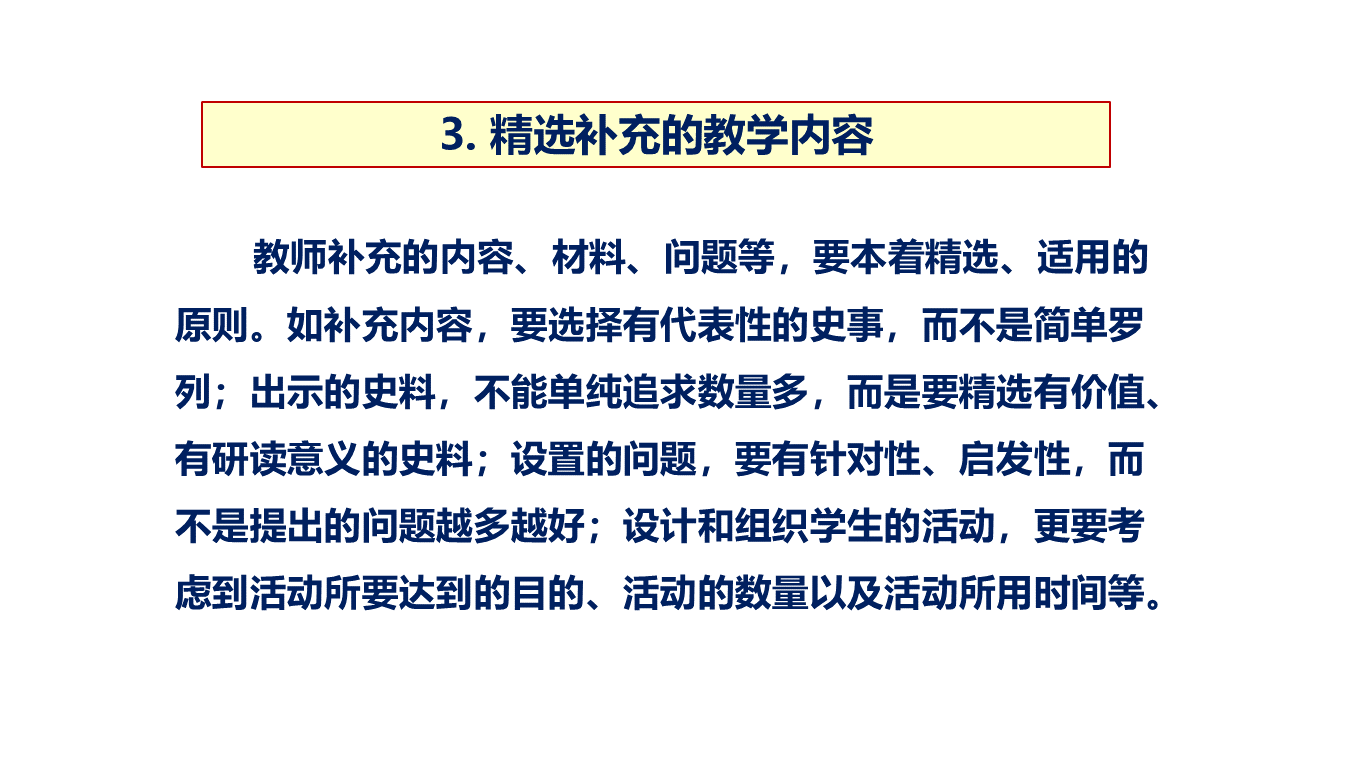 3. 精选补充的教学内容
教师补充的内容、材料、问题等，要本着精选、适用的
原则。如补充内容，要选择有代表性的史事，而不是简单罗
列；出示的史料，不能单纯追求数量多，而是要精选有价值、
有研读意义的史料；设置的问题，要有针对性、启发性，而
不是提出的问题越多越好；设计和组织学生的活动，更要考
虑到活动所要达到的目的、活动的数量以及活动所用时间等。